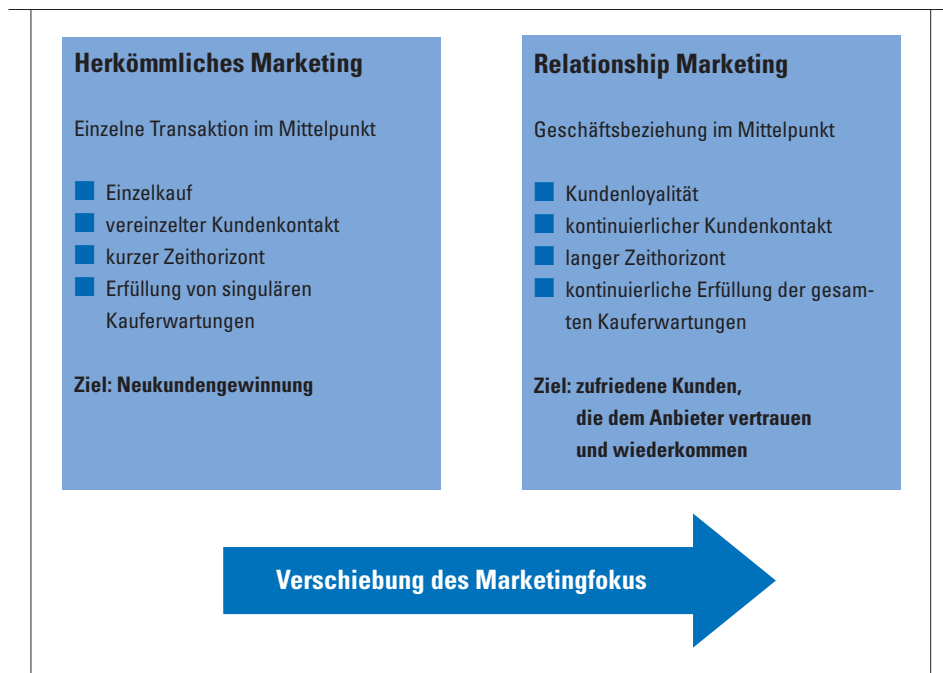 Herkömmliches Marketing
Einzelne Transaktion im Mittelpunkt
Einzelkauf
vereinzelter Kundenkontakt
kurzer Zeithorizont
Erfüllung von singulären
Kauferwartungen
Ziel: Neukundengewinnung
Relationship Marketing
Geschäftsbeziehung im Mittelpunkt
Kundenloyalität
kontinuierlicher Kundenkontakt
langer Zeithorizont
kontinuierliche Erfüllung der gesam-
ten Kauferwartungen
Ziel: zufriedene Kunden,
die dem Anbieter vertrauen
und wiederkommen
Verschiebung des Marketingfokus